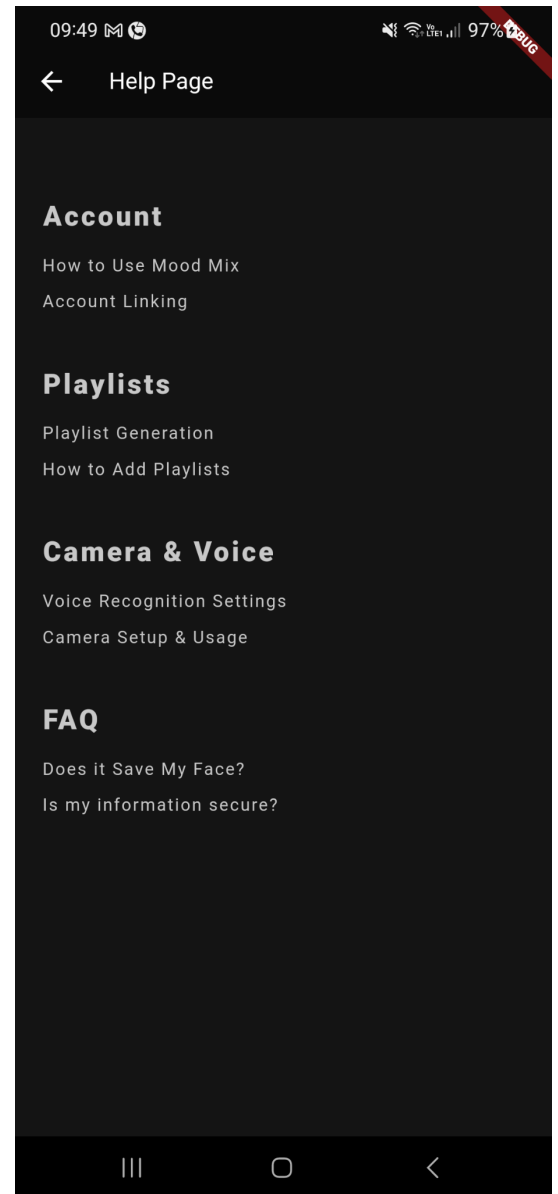 09:49 97%
DEBUG
Help Page
Account
How to Use Mood Mix
Account Linking
Playlists
Playlist Generation
How to Add Playlists
Camera & Voice
Voice Recognition Settings
Camera Setup & Usage
FAQ
Does it Save My Face?
Is my information secure?